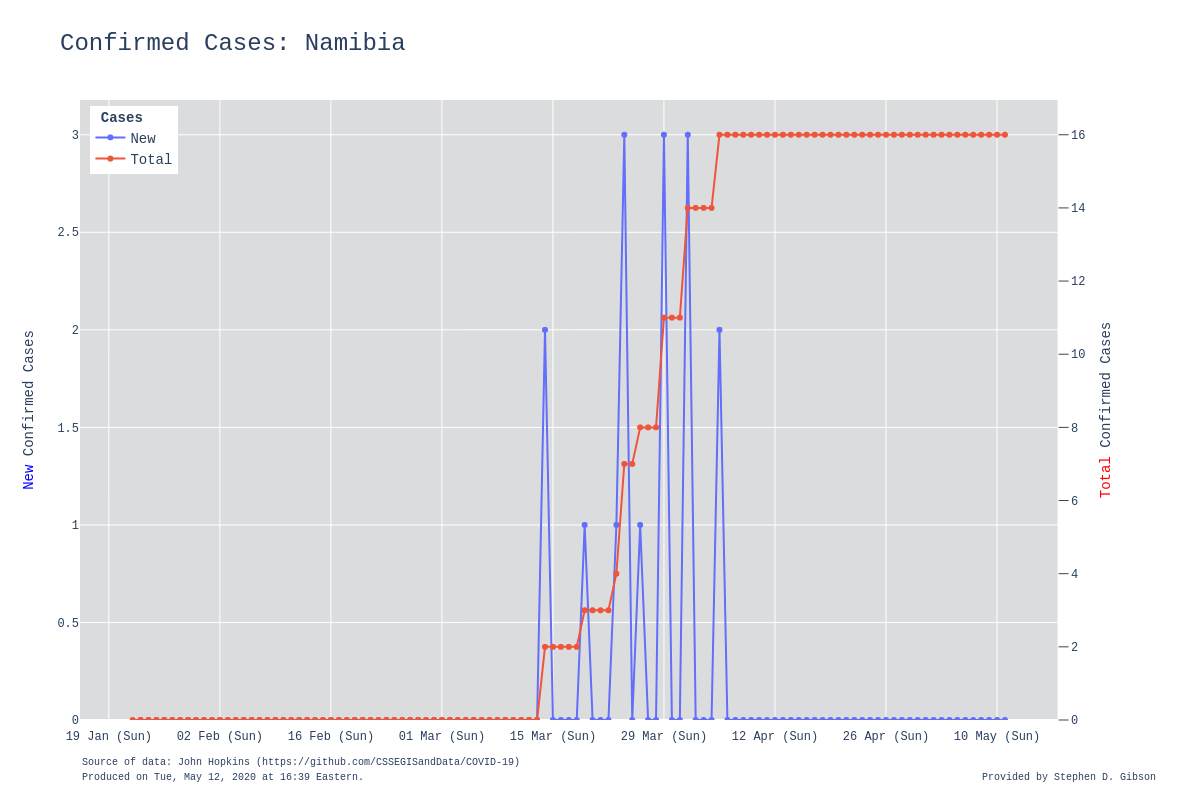 Confirmed Cases: Namibia
Cases
New
Total
3
2.5
2
1.5
1
0.5
0
16
14
12
10
8
6
4
2
0
New Confirmed Cases
Total Confirmed Cases
19 Jan (Sun) 02 Feb (Sun) 16 Feb (Sun) 01 Mar (Sun) 15 Mar (Sun) 29 Mar (Sun) 12 Apr (Sun) 26 Apr (Sun) 10 May (Sun)
Source of data: John Hopkins (https://github.com/CSSEGISandData/COVID-19)
Produced on Tue, May 12, 2020 at 16:39 Eastern.
Provided by Stephen D. Gibson